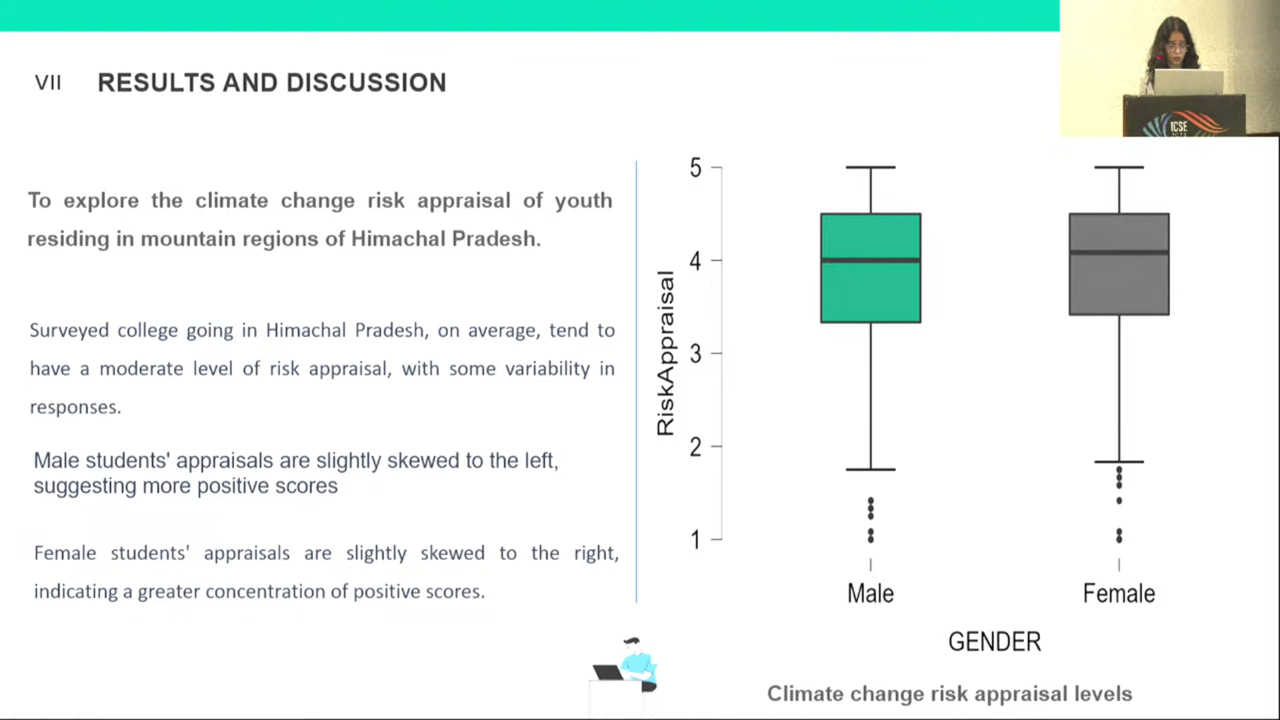 VII RESULTS AND DISCUSSION
To explore the climate change risk appraisal of youth
residing in mountain regions of Himachal Pradesh.
Surveyed college going in Himachal Pradesh, on average, tend to
have a moderate level of risk appraisal, with some variability in
responses.
Male students' appraisals are slightly skewed to the left,
suggesting more positive scores
Female students' appraisals are slightly skewed to the right,
indicating a greater concentration of positive scores.
ICSE
RiskAppraisal
5
4
3
2
1
Male Female
GENDER
Climate change risk appraisal levels